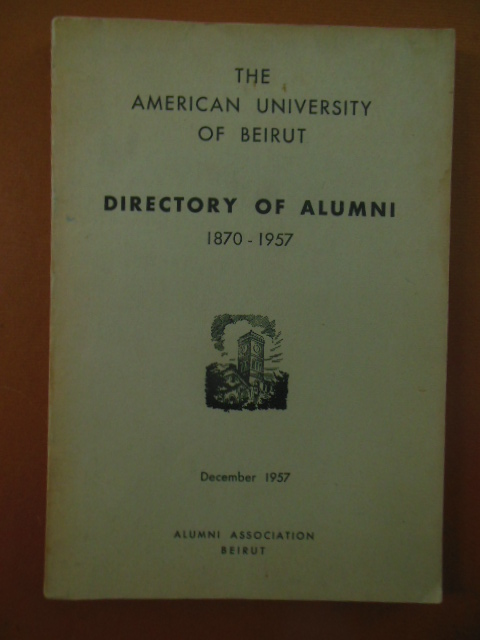 THE
AMERICAN UNIVERSITY
OF BEIRUT
DIRECTORY OF ALUMNI
1870 - 1957
December 1957
ALUMNI ASSOCIATION
BEIRUT